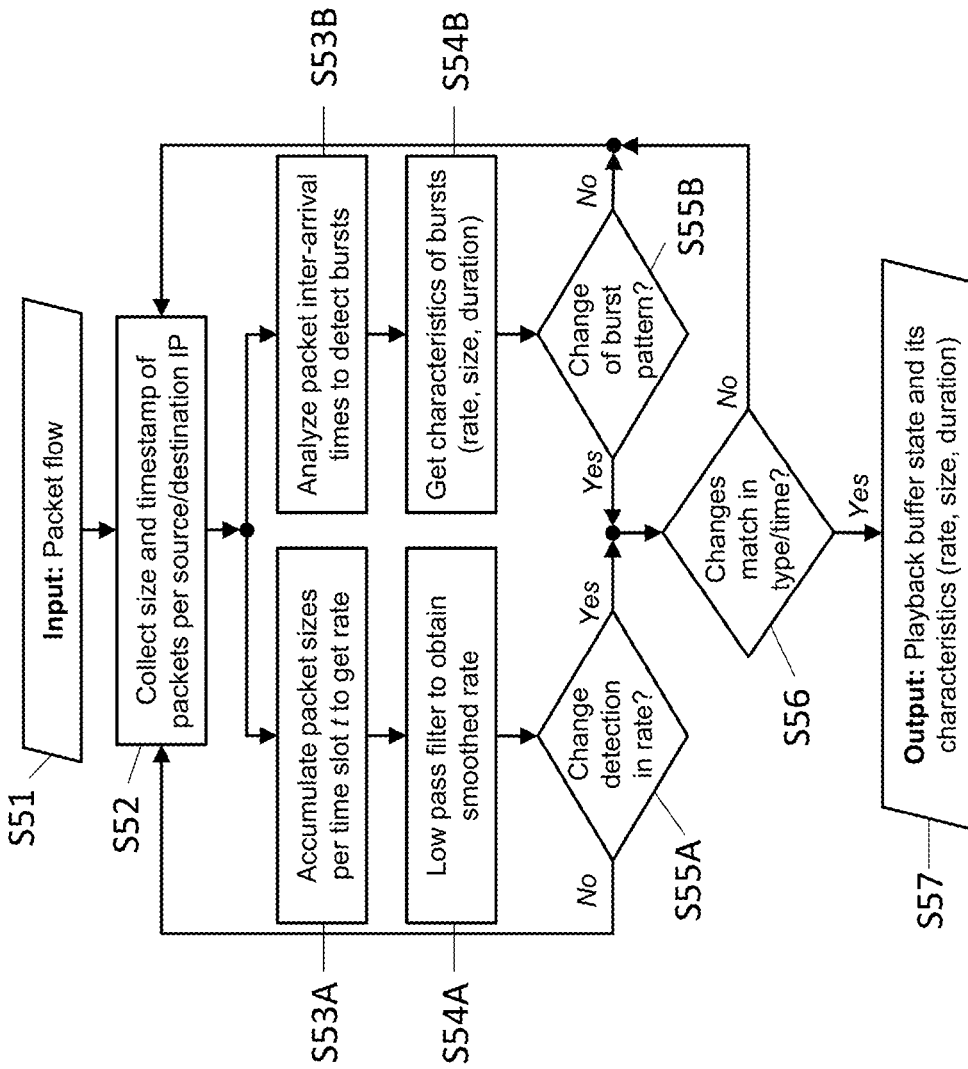 S51
Input: Packet flow
S52
Collect size and timestamp of
packets per source/destination IP
S53A
Accumulate packet sizes
per time slot t to get rate
S53B
Analyze packet inter-arrival
times to detect bursts
S54A
Low pass filter to obtain
smoothed rate
S54B
Get characteristics of bursts
(rate, size, duration)
S55A
Change
detection
in rate?
No
Yes
S55B
Change
of burst
pattern?
Yes
No
S56
Changes
match in
type/time?
No
Yes
S57
Output: Playback buffer state and its
characteristics (rate, size, duration)